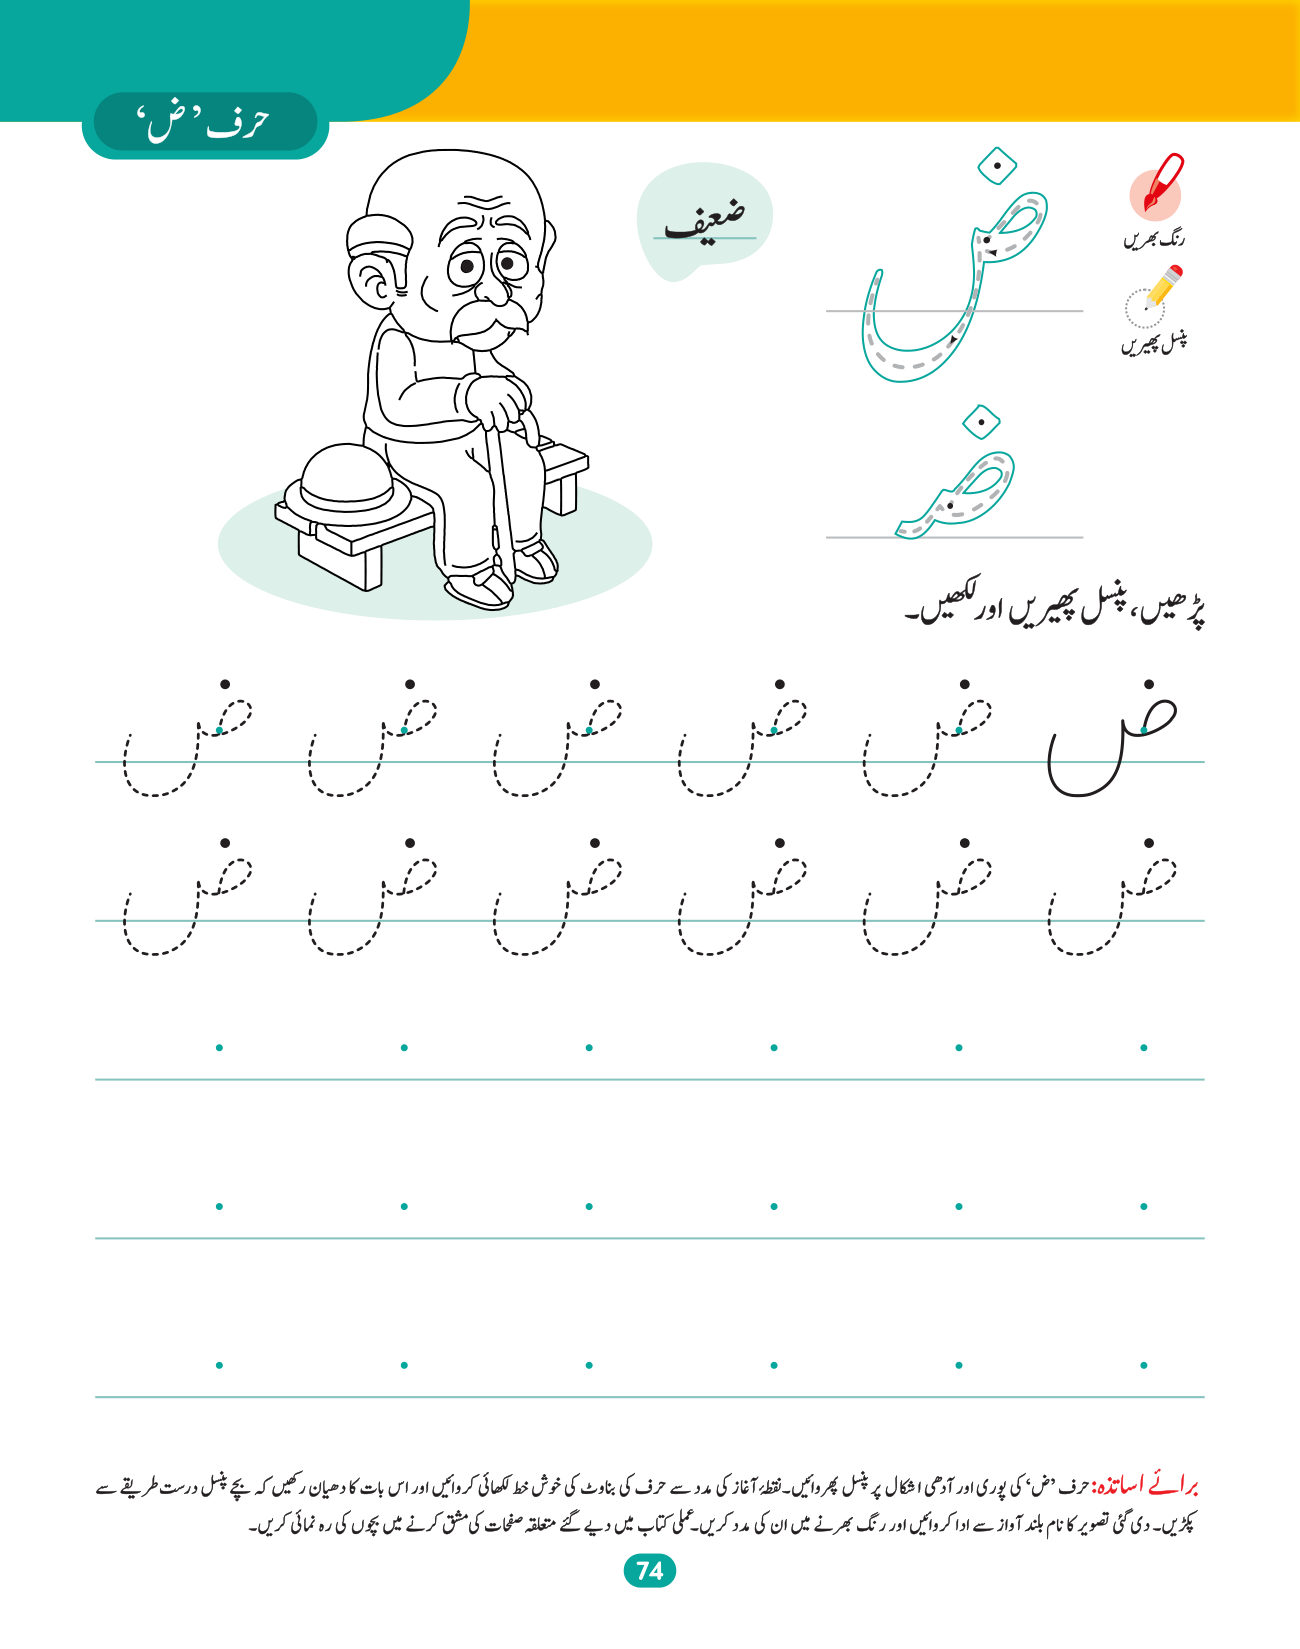 حرف ’ض‘
ضعیف
ض
رنگ بھریں
پنسل پھیریں
ضـ
پڑھیں، پنسل پھیریں اور لکھیں۔
ض ض ض ض ض ض
ض ض ض ض ض ض
برائے اساتذہ: حرف ’ض‘ کی پوری اور آدھی اشکال پر پنسل پھروائیں۔ نقطۂ آغاز کی مدد سے حرف کی بناوٹ کی خوش خط لکھائی کروائیں اور اس بات کا دھیان رکھیں کہ بچے پنسل درست طریقے سے
پکڑیں۔ دی گئی تصویر کا نام بلند آواز سے ادا کروائیں اور رنگ بھرنے میں ان کی مدد کریں۔ عملی کتاب میں دیے گئے متعلقہ صفحات کی مشق کرنے میں بچوں کی رہ نمائی کریں۔
74